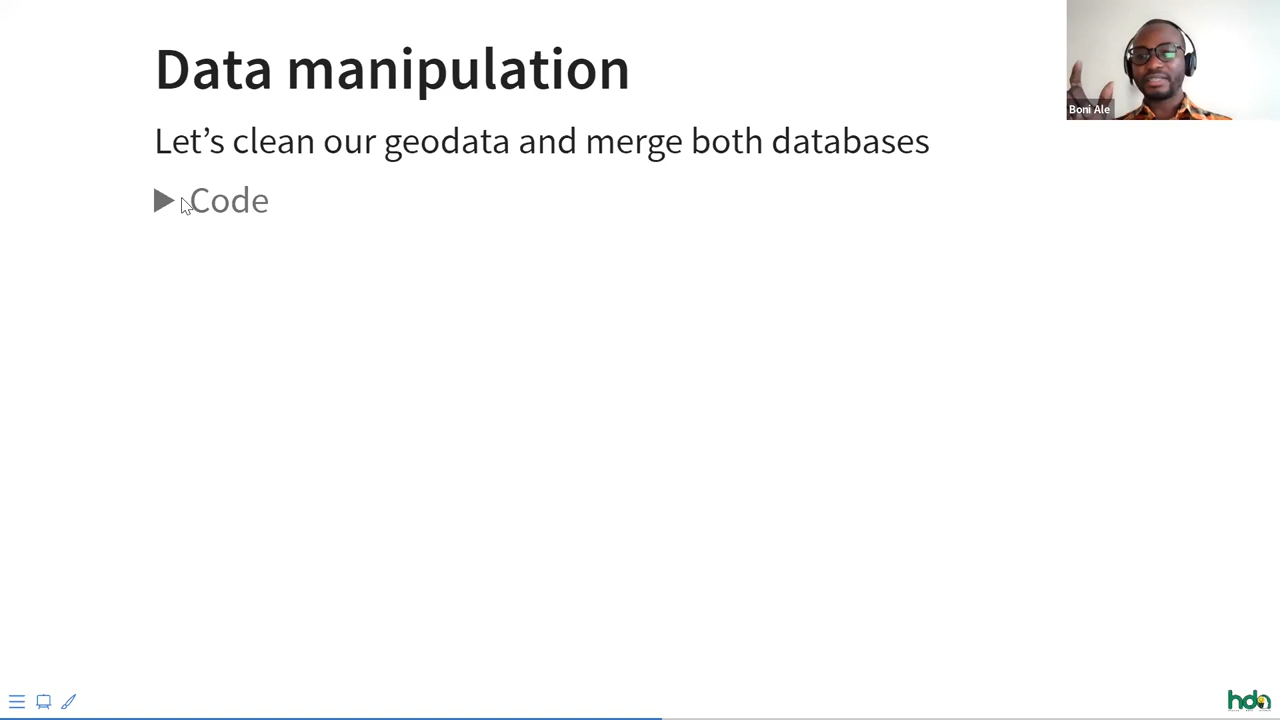 Data manipulation
Let’s clean our geodata and merge both databases
Code
Boni Ale
hda